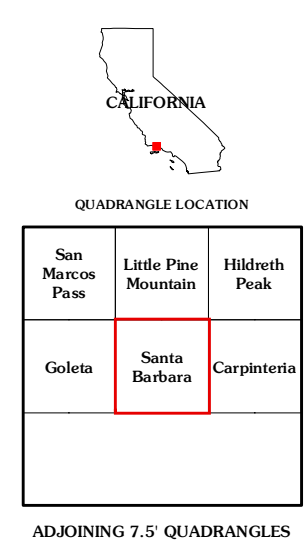 CALIFORNIA
QUADRANGLE LOCATION
San
Marcos
Pass
Little Pine
Mountain
Hildreth
Peak
Goleta
Santa
Barbara
Carpinteria
ADJOINING 7.5' QUADRANGLES